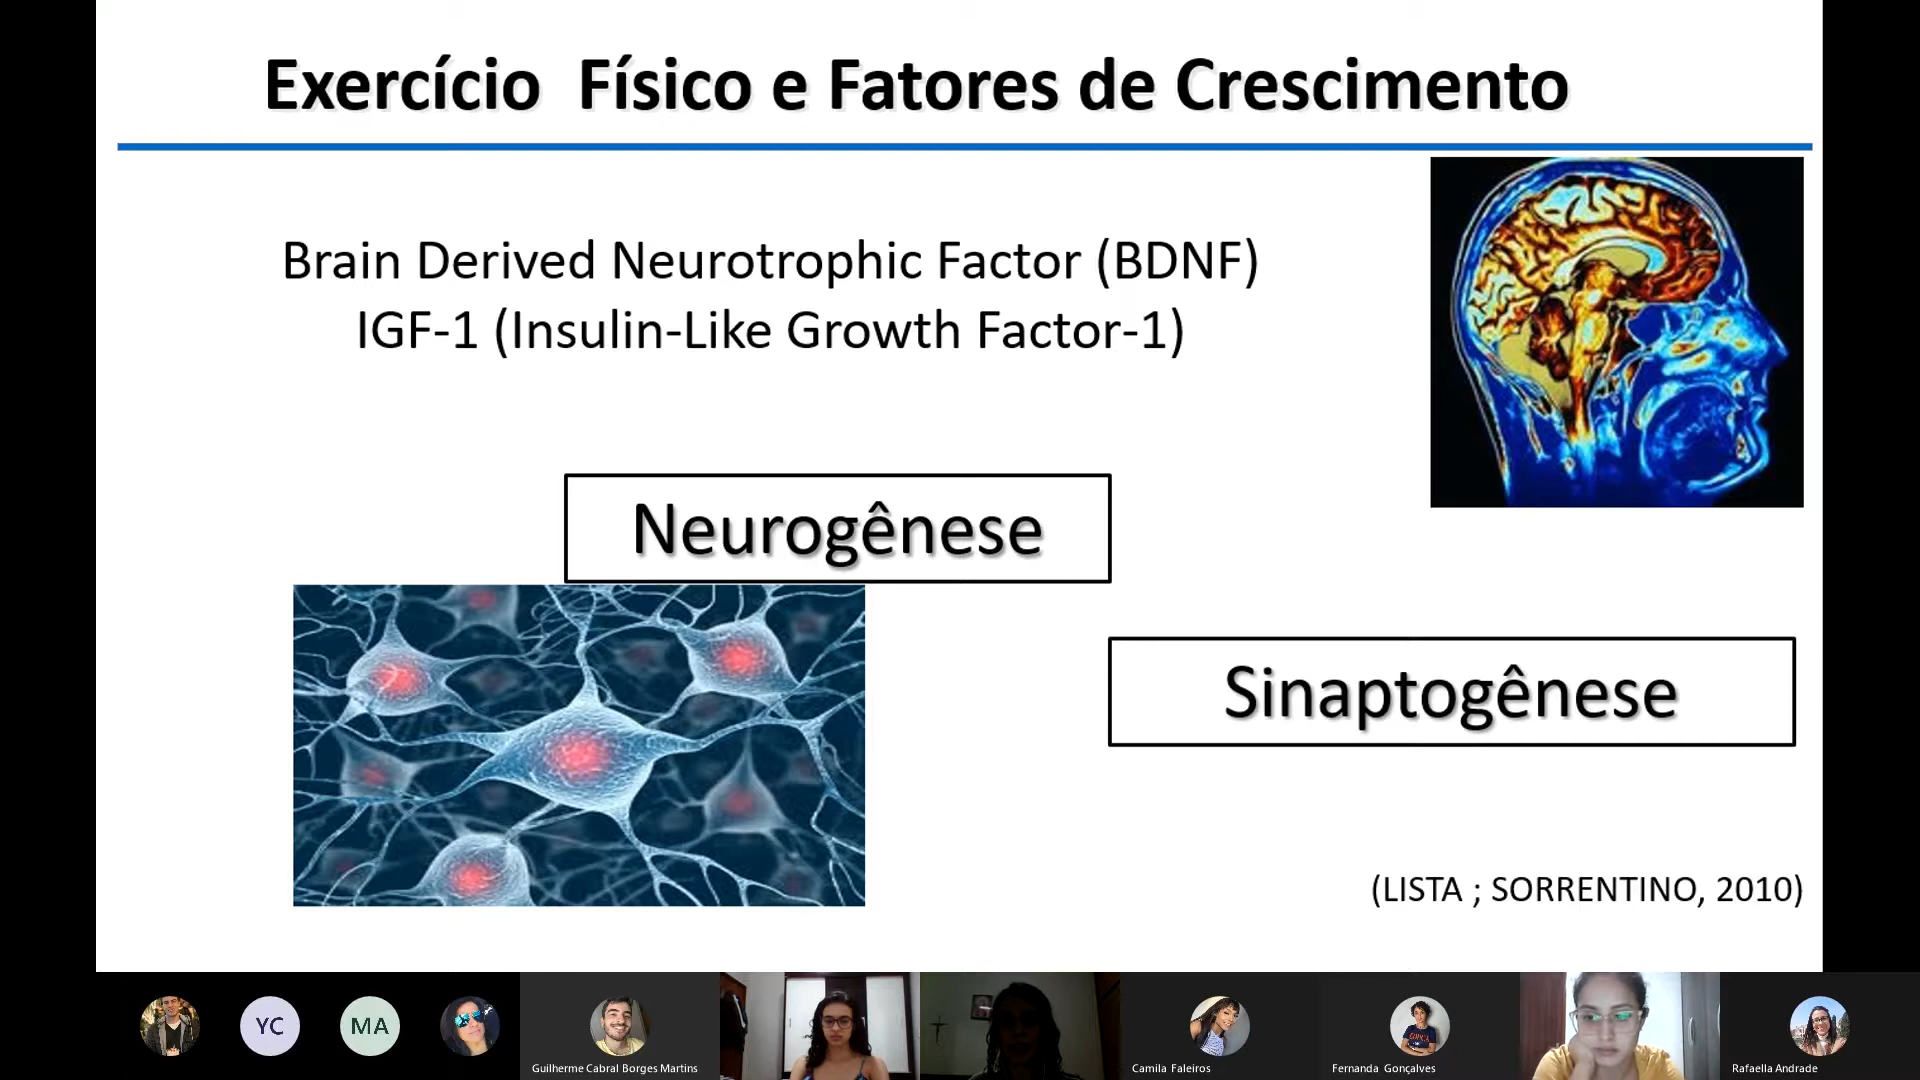 Exercício  Físico e Fatores de Crescimento
Brain Derived Neurotrophic Factor (BDNF)
IGF-1 (Insulin-Like Growth Factor-1)
Neurogênese
Sinaptogênese
(LISTA ; SORRENTINO, 2010)
YC
MA
Guilherme Cabral Borges Martins
Camila Faleiros
Fernanda Gonçalves
Rafaella Andrade